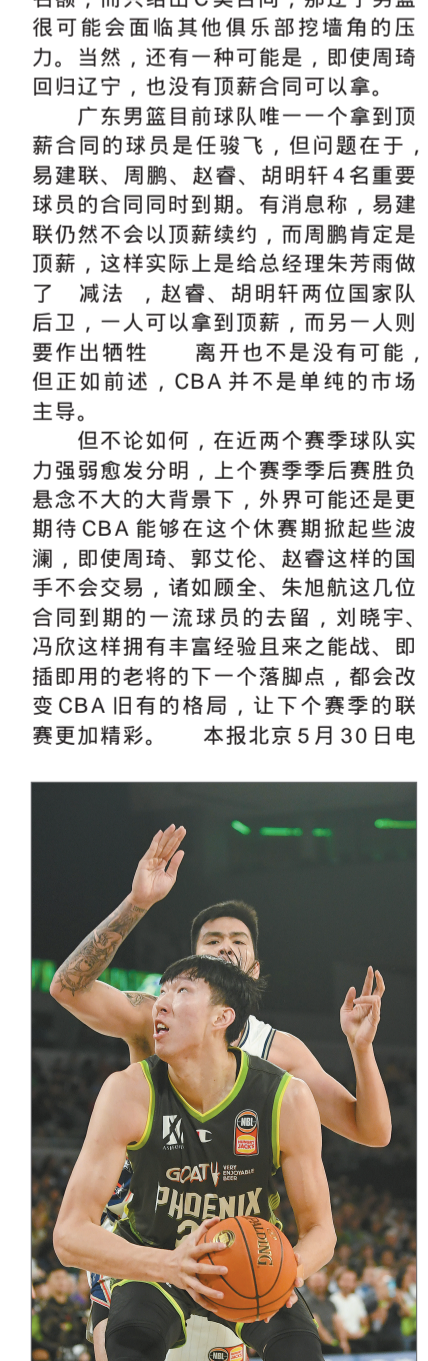 名额，而只给出C类合同，那辽宁男篮
很可能会面临其他俱乐部挖墙角的压
力。当然，还有一种可能是，即使周琦
回归辽宁，也没有顶薪合同可以拿。
广东男篮目前球队唯一一个拿到顶
薪合同的球员是任骏飞，但问题在于，
易建联、周鹏、赵睿、胡明轩4名重要
球员的合同同时到期。有消息称，易建
联仍然不会以顶薪续约，而周鹏肯定是
顶薪，这样实际上是给总经理朱芳雨做
了 减法 ，赵睿、胡明轩两位国家队
后卫，一人可以拿到顶薪，而另一人则
要作出牺牲 离开也不是没有可能，
但正如前述，CBA并不是单纯的市场
主导。
但不论如何，在近两个赛季球队实
力强弱愈发分明，上个赛季季后赛胜负
悬念不大的大背景下，外界可能还是更
期待CBA能够在这个休赛期掀起些波
澜，即使周琦、郭艾伦、赵睿这样的国
手不会交易，诸如顾全、朱旭航这几位
合同到期的一流球员的去留，刘晓宇、
冯欣这样拥有丰富经验且来之能战、即
插即用的老将的下一个落脚点，都会改
变CBA旧有的格局，让下个赛季的联
赛更加精彩。 本报北京5月30日电
NBL
GOAT VERY ENJOYABLE BEER
PHOENIX
SPALDING
NBL